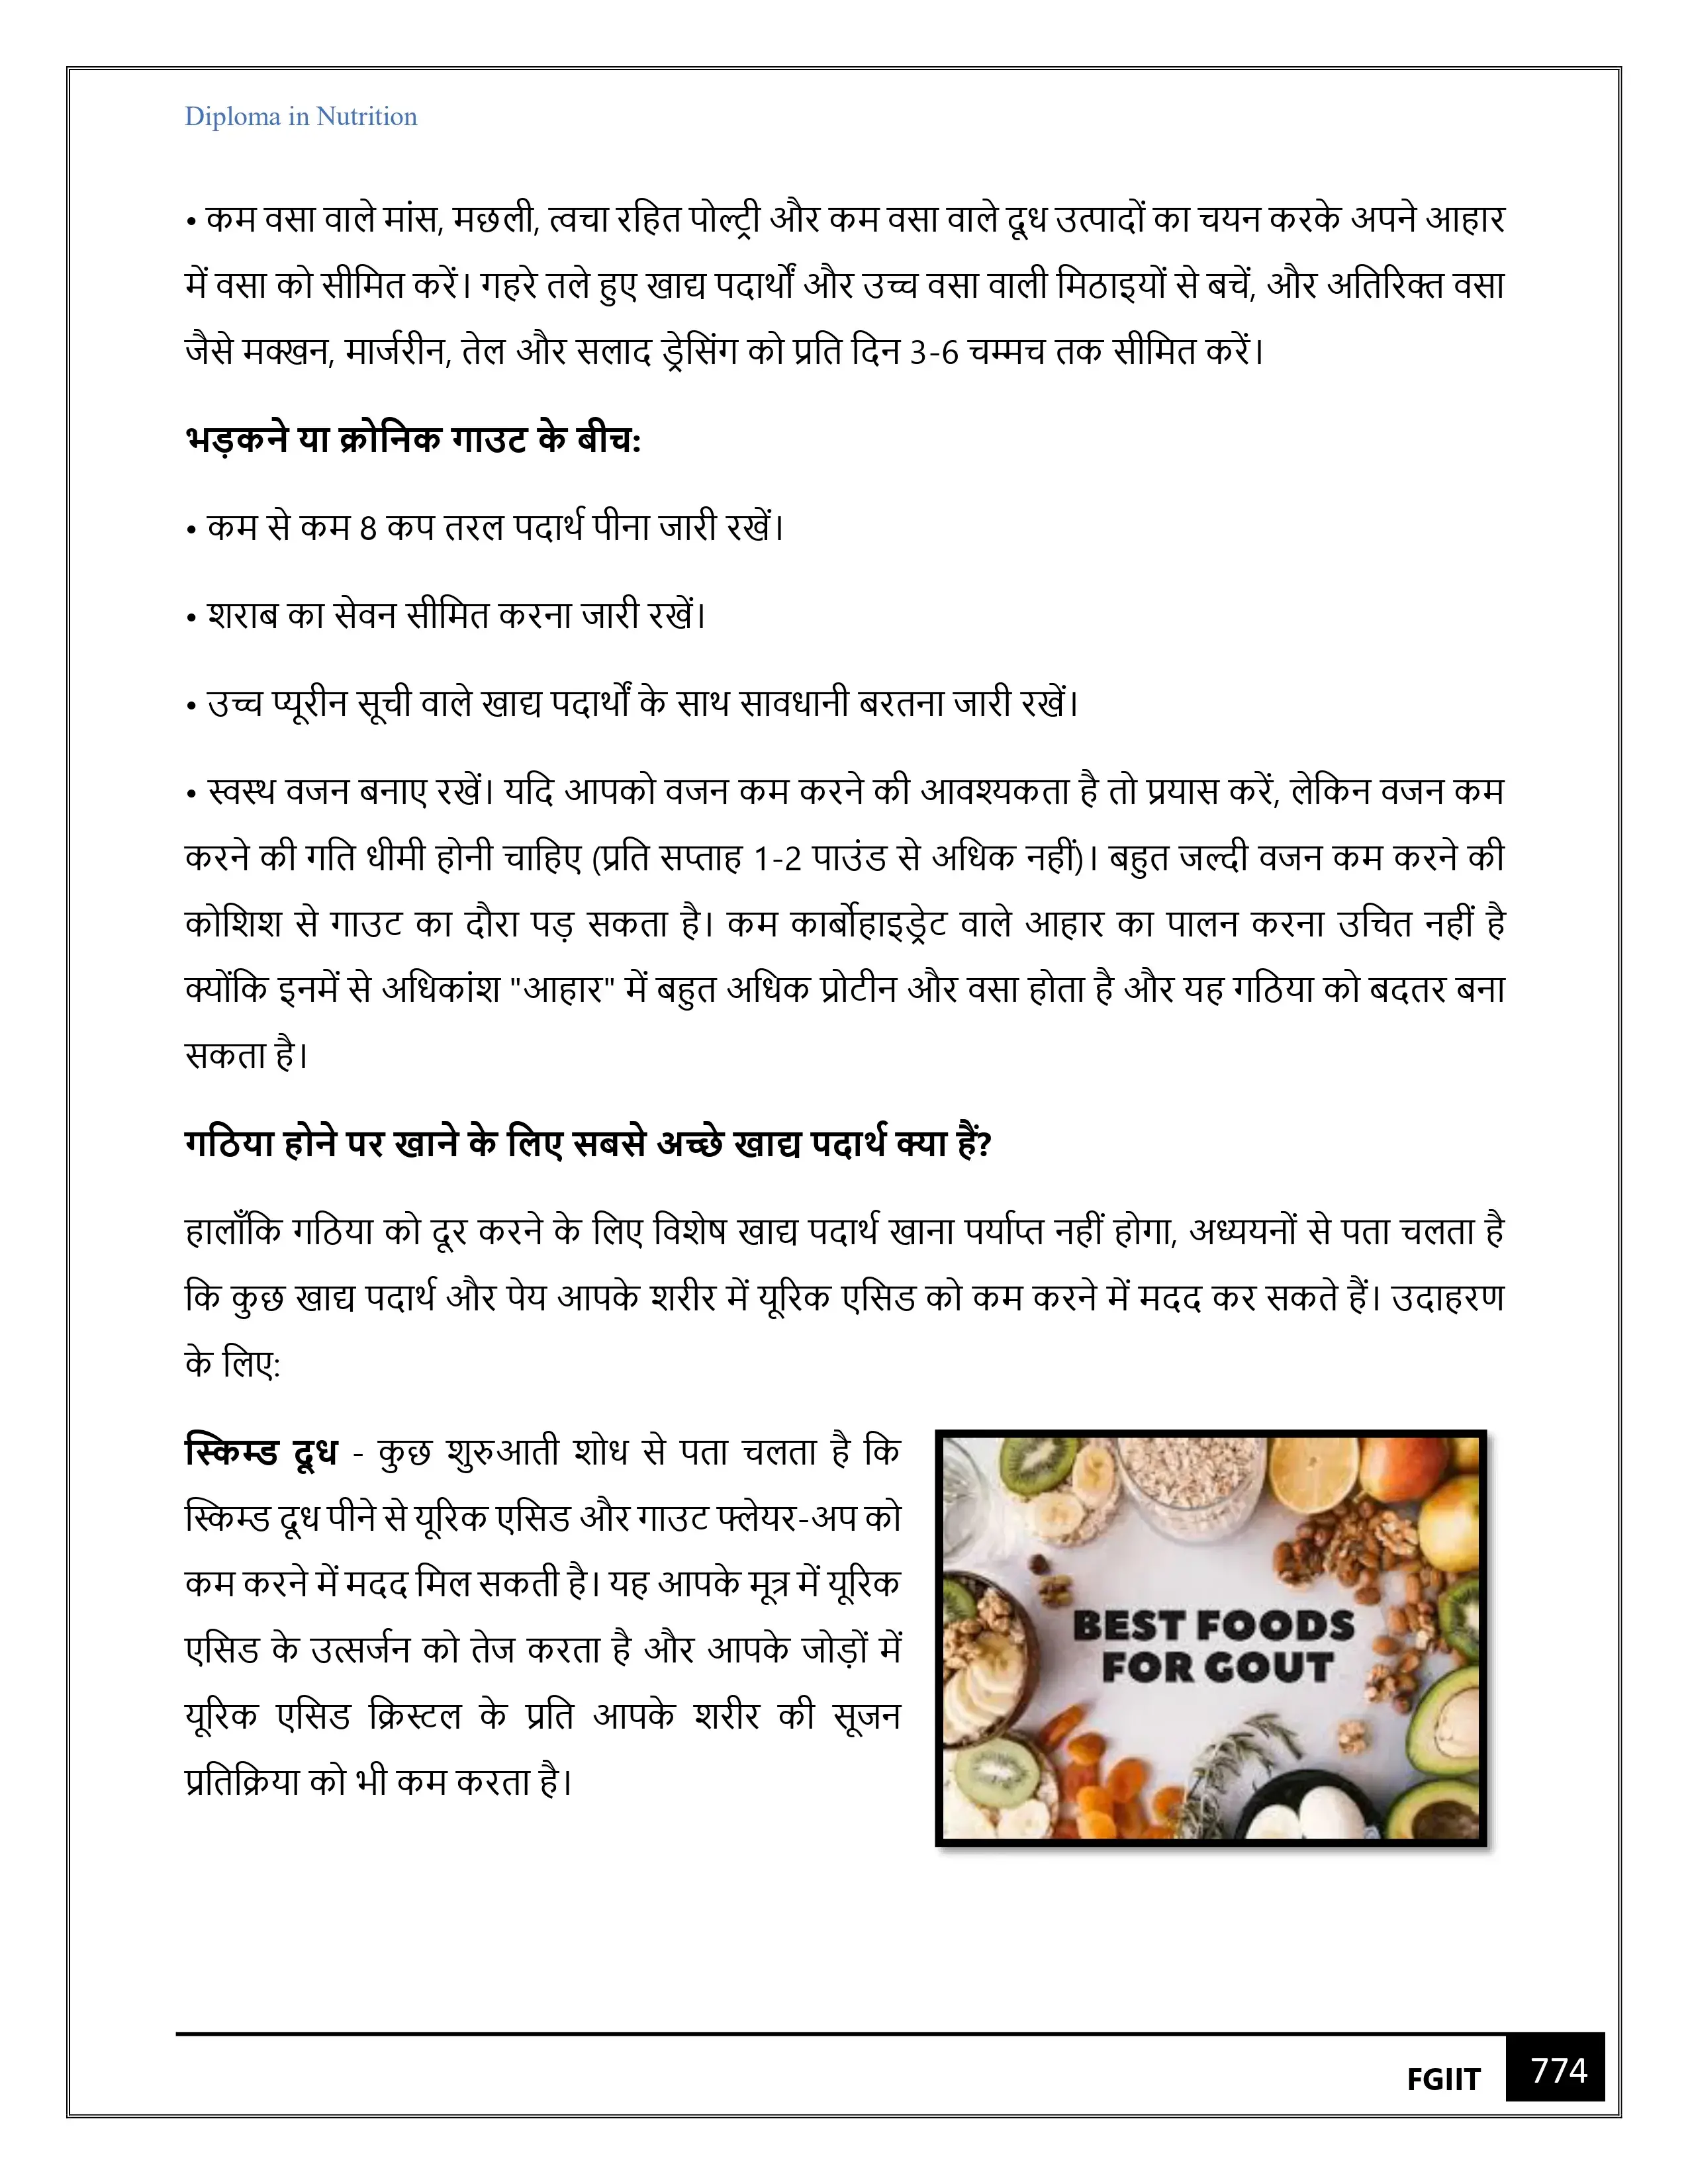 Diploma in Nutrition
• कम वसा वाले मांस, मछली, त्वचा रहित पोल्ट्री और कम वसा वाले दूध उत्पादों का चयन करके अपने आहार
में वसा को सीमित करें। गहरे तले हुए खाद्य पदार्थों और उच्च वसा वाली मिठाइयों से बचें, और अतिरिक्त वसा
जैसे मक्खन, मार्जरीन, तेल और सलाद ड्रेसिंग को प्रति दिन 3-6 चम्मच तक सीमित करें।
भड़कने या क्रोनिक गाउट के बीच:
• कम से कम 8 कप तरल पदार्थ पीना जारी रखें।
• शराब का सेवन सीमित करना जारी रखें।
• उच्च प्यूरीन सूची वाले खाद्य पदार्थों के साथ सावधानी बरतना जारी रखें।
• स्वस्थ वजन बनाए रखें। यदि आपको वजन कम करने की आवश्यकता है तो प्रयास करें, लेकिन वजन कम
करने की गति धीमी होनी चाहिए (प्रति सप्ताह 1-2 पाउंड से अधिक नहीं)। बहुत जल्दी वजन कम करने की
कोशिश से गाउट का दौरा पड़ सकता है। कम कार्बोहाइड्रेट वाले आहार का पालन करना उचित नहीं है
क्योंकि इनमें से अधिकांश "आहार" में बहुत अधिक प्रोटीन और वसा होता है और यह गठिया को बदतर बना
सकता है।
गठिया होने पर खाने के लिए सबसे अच्छे खाद्य पदार्थ क्या हैं?
हालाँकि गठिया को दूर करने के लिए विशेष खाद्य पदार्थ खाना पर्याप्त नहीं होगा, अध्ययनों से पता चलता है
कि कुछ खाद्य पदार्थ और पेय आपके शरीर में यूरिक एसिड को कम करने में मदद कर सकते हैं। उदाहरण
के लिए:
स्किम्ड दूध - कुछ शुरुआती शोध से पता चलता है कि
स्किम्ड दूध पीने से यूरिक एसिड और गाउट फ्लेयर-अप को
कम करने में मदद मिल सकती है। यह आपके मूत्र में यूरिक
एसिड के उत्सर्जन को तेज करता है और आपके जोड़ों में
यूरिक एसिड क्रिस्टल के प्रति आपके शरीर की सूजन
प्रतिक्रिया को भी कम करता है।
BEST FOODS
FOR GOUT
FGIIT 774